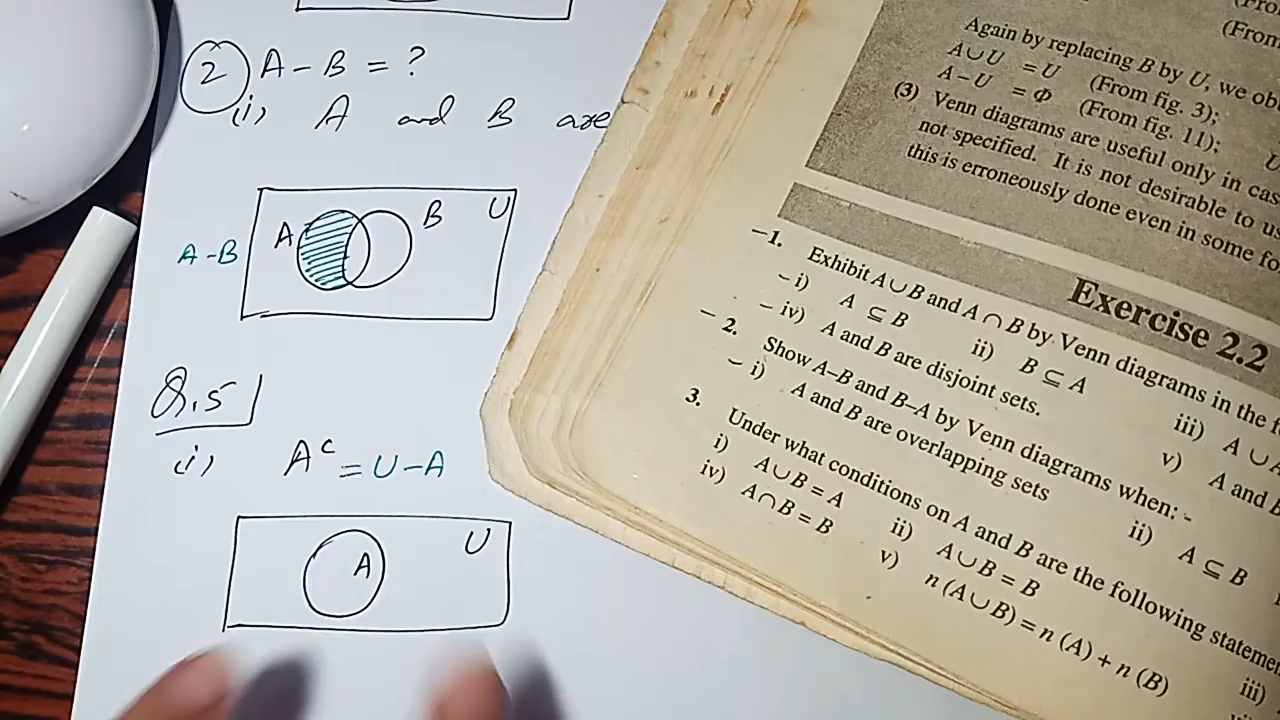 2 A - B = ?
(i) A and B are
A B U
A - B
Q.5
(i) Aᶜ = U - A
A U
(From
Again by replacing B by U, we ob
A ∪ U = U (From fig. 3);
A – U = Φ (From fig. 11);
(3) Venn diagrams are useful only in cas
not specified. It is not desirable to us
this is erroneously done even in some fo
Exercise 2.2
1. Exhibit A ∪ B and A ∩ B by Venn diagrams in the f
i) A ⊆ B ii) B ⊆ A iii) A ∪ A
iv) A and B are disjoint sets. v) A and B
2. Show A–B and B–A by Venn diagrams when: -
i) A and B are overlapping sets ii) A ⊆ B
3. Under what conditions on A and B are the following statemen
i) A ∪ B = A ii) A ∪ B = B iii)
iv) A ∩ B = B v) n (A ∪ B) = n (A) + n (B)